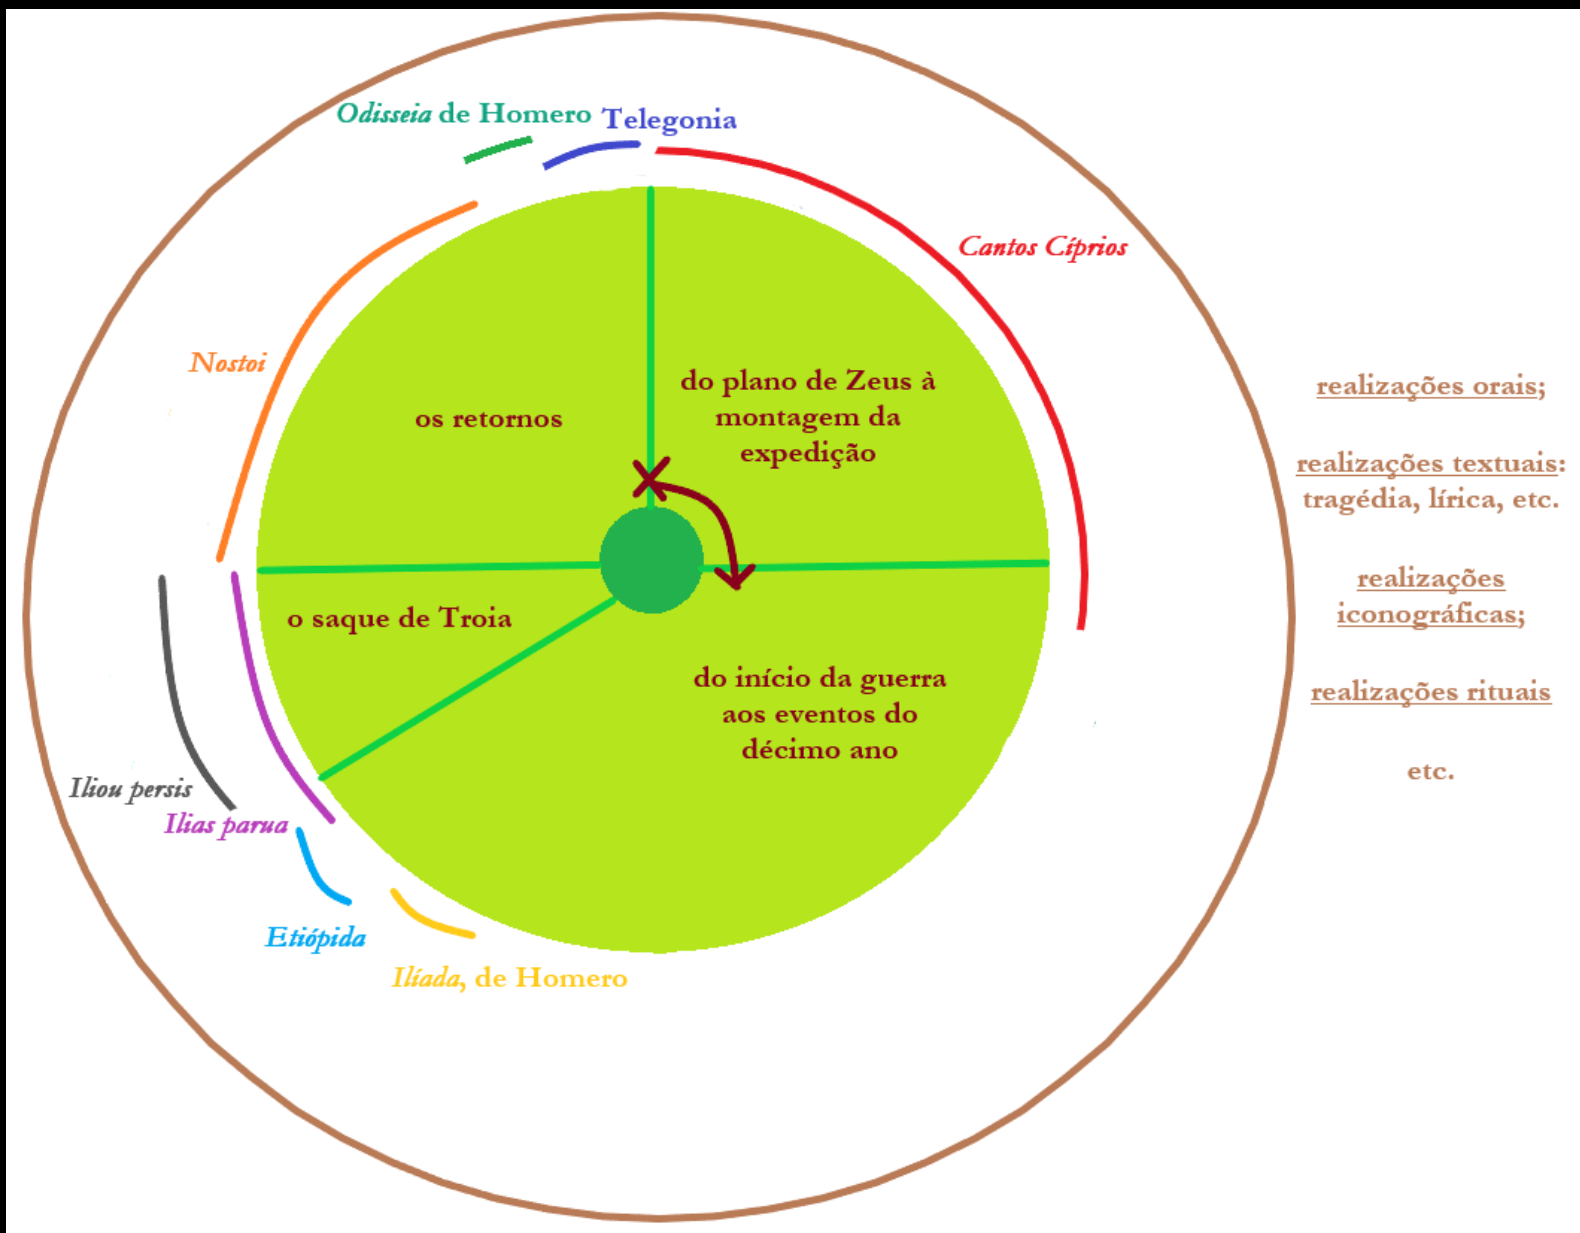 Odisseia de Homero
Telegonia
Cantos Cíprios
Nostoi
os retornos
do plano de Zeus à
montagem da
expedição
o saque de Troia
do início da guerra
aos eventos do
décimo ano
Iliou persis
Ilias parua
Etiópida
Ilíada, de Homero
realizações orais;
realizações textuais:
tragédia, lírica, etc.
realizações
iconográficas;
realizações rituais
etc.